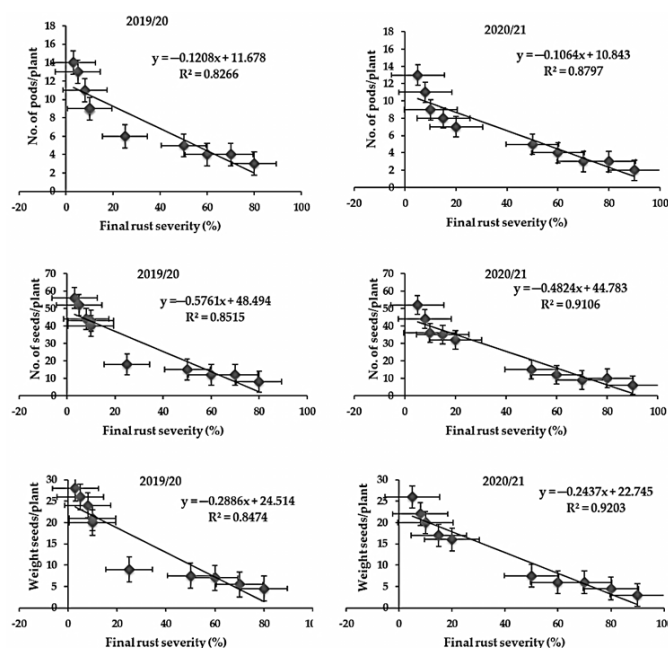 2019/20
18
16
14
12
10
8
6
4
2
0
No. of pods/plant
y = −0.1208x + 11.678
R² = 0.8266
-20 0 20 40 60 80 100
Final rust severity (%)
2020/21
18
16
14
12
10
8
6
4
2
0
No. of pods/plant
y = −0.1064x + 10.843
R² = 0.8797
-20 0 20 40 60 80 100
Final rust severity (%)
2019/20
70
60
50
40
30
20
10
0
No. of seeds/plant
y = −0.5761x + 48.494
R² = 0.8515
-20 0 20 40 60 80 100
Final rust severity (%)
2020/21
70
60
50
40
30
20
10
0
No. of seeds/plant
y = −0.4824x + 44.783
R² = 0.9106
-20 0 20 40 60 80 100
Final rust severity (%)
2019/20
30
25
20
15
10
5
0
Weight seeds/plant
y = −0.2886x + 24.514
R² = 0.8474
-20 0 20 40 60 80 10
Final rust severity (%)
2020/21
30
25
20
15
10
5
0
Weight seeds/plant
y = −0.2437x + 22.745
R² = 0.9203
-20 0 20 40 60 80 100
Final rust severity (%)